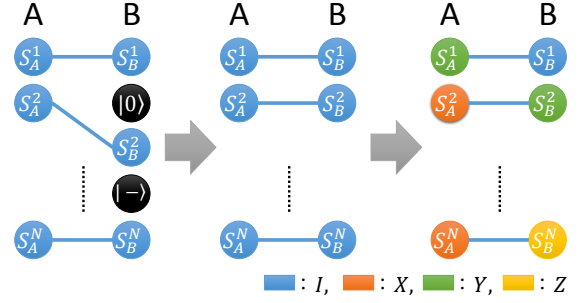 A B A B A B
S_A^1 S_B^1 S_A^1 S_B^1 S_A^1 S_B^1
S_A^2 |0⟩ S_A^2 S_B^2 S_A^2 S_B^2
S_B^2
|−⟩
S_A^N S_B^N S_A^N S_B^N S_A^N S_B^N
: I, : X, : Y, : Z